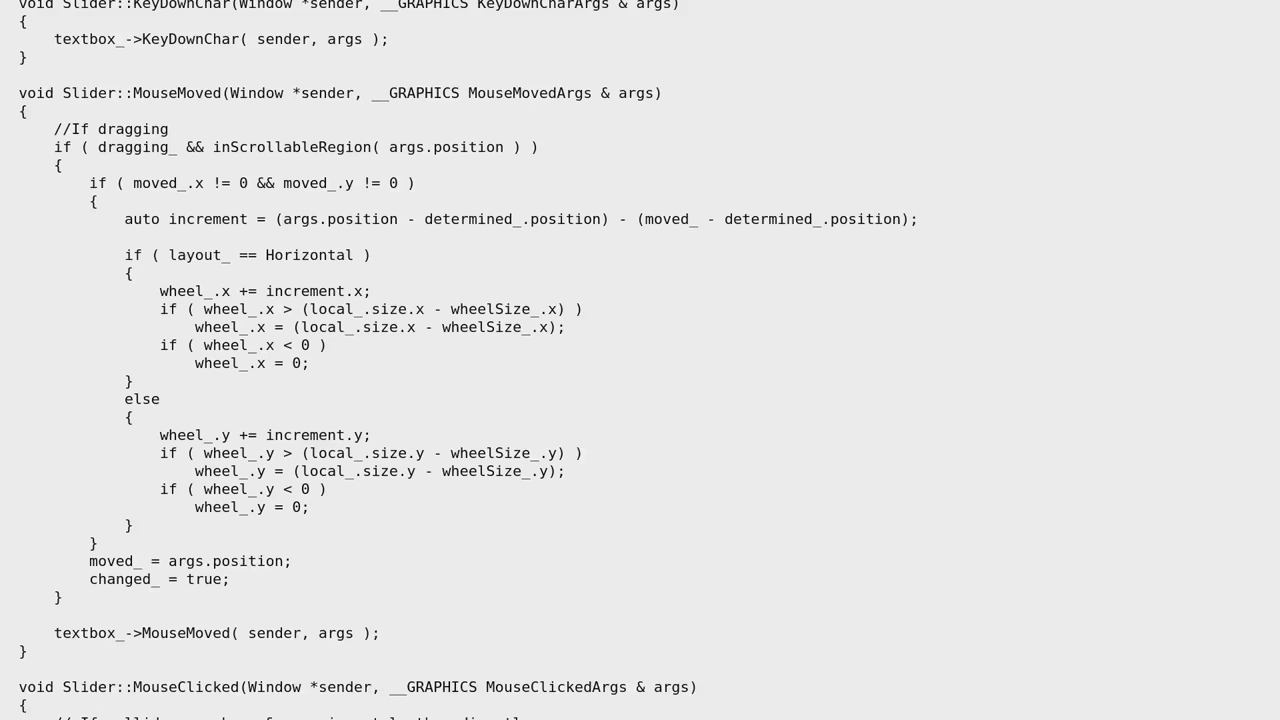 void Slider::KeyDownChar(Window *sender, __GRAPHICS KeyDownCharArgs & args)
{
    textbox_->KeyDownChar( sender, args );
}

void Slider::MouseMoved(Window *sender, __GRAPHICS MouseMovedArgs & args)
{
    //If dragging
    if ( dragging_ && inScrollableRegion( args.position ) )
    {
        if ( moved_.x != 0 && moved_.y != 0 )
        {
            auto increment = (args.position - determined_.position) - (moved_ - determined_.position);

            if ( layout_ == Horizontal )
            {
                wheel_.x += increment.x;
                if ( wheel_.x > (local_.size.x - wheelSize_.x) )
                    wheel_.x = (local_.size.x - wheelSize_.x);
                if ( wheel_.x < 0 )
                    wheel_.x = 0;
            }
            else
            {
                wheel_.y += increment.y;
                if ( wheel_.y > (local_.size.y - wheelSize_.y) )
                    wheel_.y = (local_.size.y - wheelSize_.y);
                if ( wheel_.y < 0 )
                    wheel_.y = 0;
            }
        }
        moved_ = args.position;
        changed_ = true;
    }

    textbox_->MouseMoved( sender, args );
}

void Slider::MouseClicked(Window *sender, __GRAPHICS MouseClickedArgs & args)
{